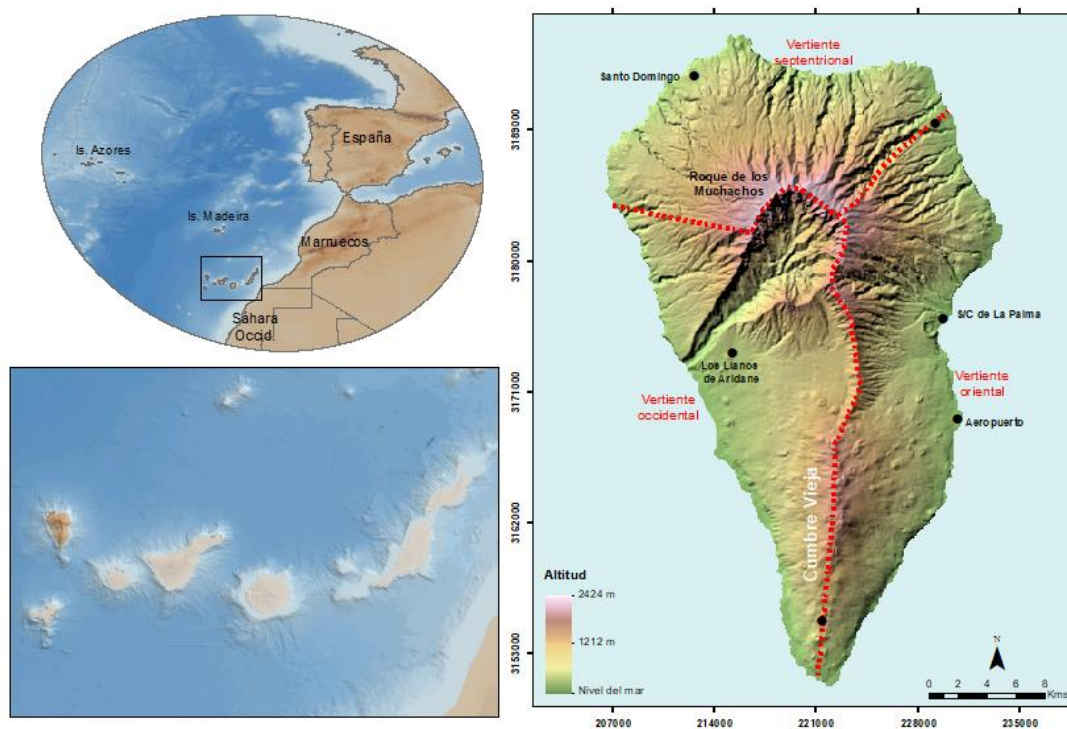 Is. Azores
España
Is. Madeira
Marruecos
Sáhara
Occid.
Vertiente
septentrional
Santo Domingo
Roque de los
Muchachos
S/C de La Palma
Los Llanos
de Aridane
Vertiente
occidental
Vertiente
oriental
Aeropuerto
Cumbre Vieja
Altitud
2424 m
1212 m
Nivel del mar
N
0 2 4 6 8
Kms
3189000
3180000
3171000
3162000
3153000
207000 214000 221000 228000 235000